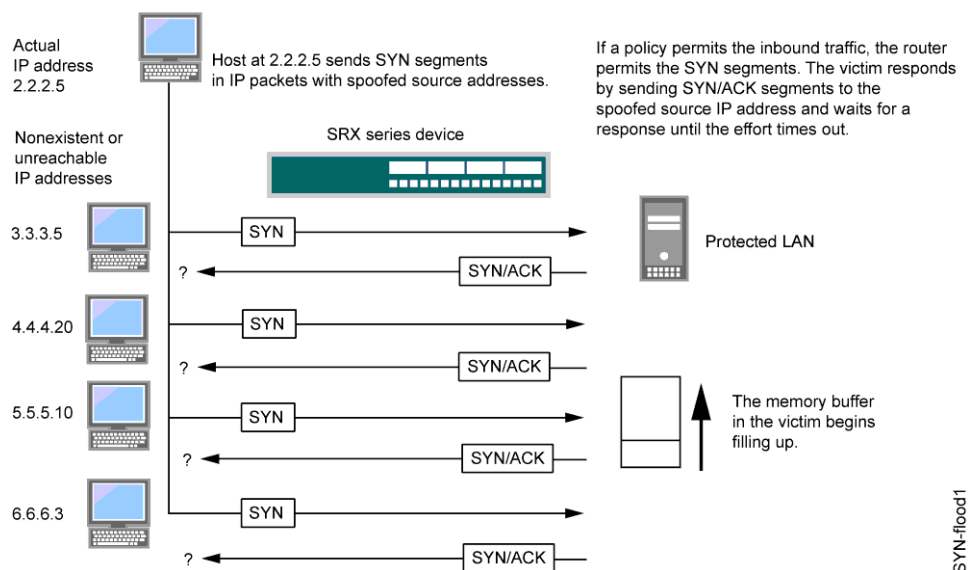 Actual
IP address
2.2.2.5
Host at 2.2.2.5 sends SYN segments
in IP packets with spoofed source addresses.
If a policy permits the inbound traffic, the router
permits the SYN segments. The victim responds
by sending SYN/ACK segments to the
spoofed source IP address and waits for a
response until the effort times out.
Nonexistent or
unreachable
IP addresses
SRX series device
3.3.3.5
SYN
Protected LAN
? SYN/ACK
4.4.4.20
SYN
? SYN/ACK
5.5.5.10
SYN
The memory buffer
in the victim begins
filling up.
? SYN/ACK
6.6.6.3
SYN
? SYN/ACK
SYN-flood1